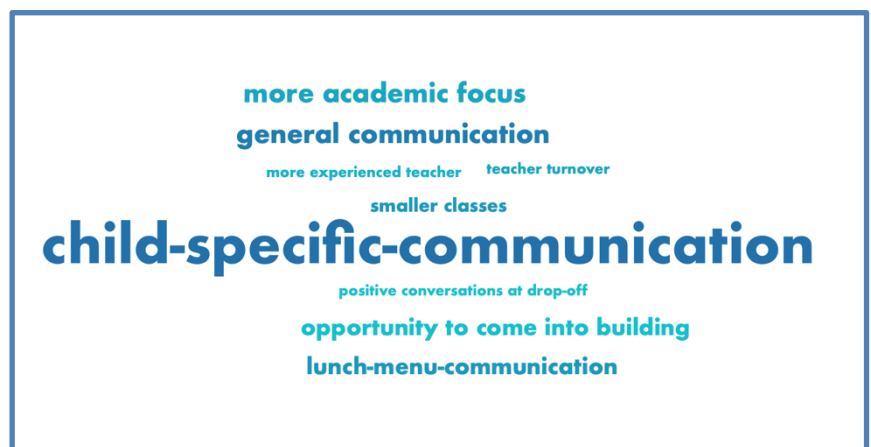 more academic focus
general communication
more experienced teacher
teacher turnover
smaller classes
child-specific-communication
positive conversations at drop-off
opportunity to come into building
lunch-menu-communication